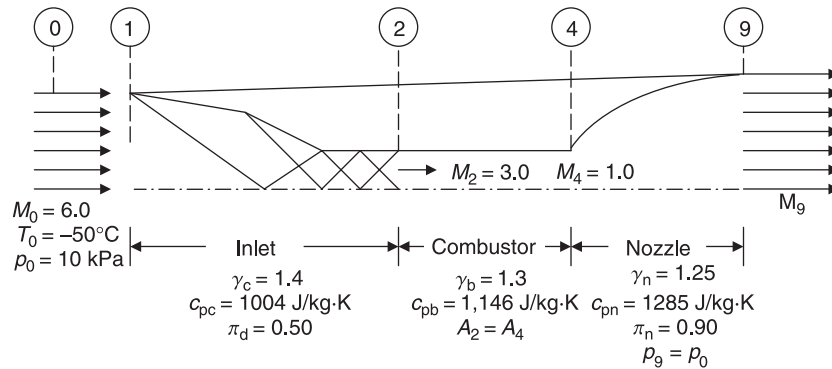 0 1 2 4 9
M₂ = 3.0 M₄ = 1.0
M₉
M₀ = 6.0
T₀ = –50°C
p₀ = 10 kPa
Inlet Combustor Nozzle
γc = 1.4 γb = 1.3 γn = 1.25
cpc = 1004 J/kg·K cpb = 1,146 J/kg·K cpn = 1285 J/kg·K
πd = 0.50 A₂ = A₄ πn = 0.90
p₉ = p₀